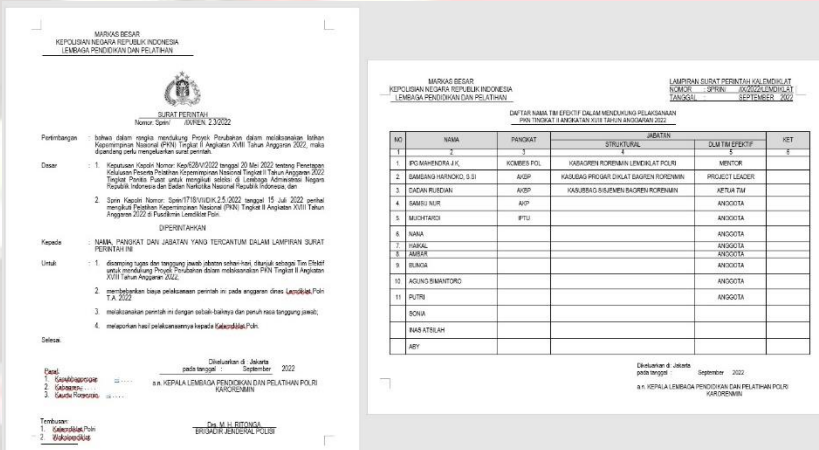 MARKAS BESAR
KEPOLISIAN NEGARA REPUBLIK INDONESIA
LEMBAGA PENDIDIKAN DAN PELATIHAN
SURAT PERINTAH
Nomor: Sprin/ /IX/REN. 2.3/2022
Pertimbangan : bahwa dalam rangka mendukung Proyek Perubahan dalam melaksanakan latihan
Kepemimpinan Nasional (PKN) Tingkat II Angkatan XVIII Tahun Anggaran 2022, maka
dipandang perlu mengeluarkan surat perintah.
Dasar : 1. Keputusan Kapolri Nomor: Kep/628/V/2022 tanggal 20 Mei 2022 tentang Penetapan
Kelulusan Peserta Pelatihan Kepemimpinan Nasional Tingkat II Tahun Anggaran 2022
Tingkat Panitia Pusat untuk mengikuti seleksi di Lembaga Administrasi Negara
Republik Indonesia dan Badan Narkotika Nasional Republik Indonesia; dan
2. Sprin Kapolri Nomor: Sprin/1718/VII/DIK.2.5./2022 tanggal 15 Juli 2022 perihal
mengikuti Pelatihan Kepemimpinan Nasional (PKN) Tingkat II Angkatan XVIII Tahun
Anggaran 2022 di Pusdikmin Lemdiklat Polri.
DIPERINTAHKAN
Kepada : NAMA, PANGKAT DAN JABATAN YANG TERCANTUM DALAM LAMPIRAN SURAT
PERINTAH INI
Untuk : 1. disamping tugas dan tanggung jawab jabatan sehari-hari, ditunjuk sebagai Tim Efektif
untuk mendukung Proyek Perubahan dalam melaksanakan PKN Tingkat II Angkatan
XVIII Tahun Anggaran 2022;
2. membebankan biaya pelaksanaan perintah ini pada anggaran dinas Lemdiklat Polri
T.A. 2022
3. melaksanakan perintah ini dengan sebaik-baiknya dan penuh rasa tanggung jawab;
4. melaporkan hasil pelaksanaannya kepada Kalemdiklat Polri.
Selesai.
Dikeluarkan di : Jakarta
pada tanggal : September 2022
a.n. KEPALA LEMBAGA PENDIDIKAN DAN PELATIHAN POLRI
KARORENMIN
Paraf:
1.
2.
3. Kaurtu Rorenmin
Drs. M. H. RITONGA
BRIGADIR JENDERAL POLISI
Tembusan:
1. Kalemdiklat Polri
2. Wakalemdiklat
MARKAS BESAR
KEPOLISIAN NEGARA REPUBLIK INDONESIA
LEMBAGA PENDIDIKAN DAN PELATIHAN
LAMPIRAN SURAT PERINTAH KALEMDIKLAT
NOMOR : SPRIN/ /IX/2022/LEMDIKLAT
TANGGAL : SEPTEMBER 2022
DAFTAR NAMA TIM EFEKTIF DALAM MENDUKUNG PELAKSANAAN
PKN TINGKAT II ANGKATAN XVIII TAHUN ANGGARAN 2022
NO NAMA PANGKAT JABATAN KET
STRUKTURAL DLM TIM EFEKTIF
1 2 3 4 5 6
1. IPG MAHENDRA J.K, KOMBES POL KABAGREN RORENMIN LEMDIKLAT POLRI MENTOR
2. BAMBANG HARNOKO, S.SI AKBP KASUBAG PROGAR DIKLAT BAGREN RORENMIN PROJECT LEADER
3. DADAN RUSDIAN AKBP KASUBBAG SISJEMEN BAGREN RORENMIN KETUA TIM
4. SAMSU NUR AKP ANGGOTA
5. MUCHTAROI IPTU ANGGOTA
6. NANA ANGGOTA
7. HAIKAL ANGGOTA
8. AMBAR ANGGOTA
9. BUNGA ANGGOTA
10. AGUNG BIMANTORO ANGGOTA
11 PUTRI ANGGOTA
SONIA
INAS ATSILAH
ABY
Dikeluarkan di: Jakarta
pada tanggal September 2022
a.n. KEPALA LEMBAGA PENDIDIKAN DAN PELATIHAN POLRI
KARORENMIN